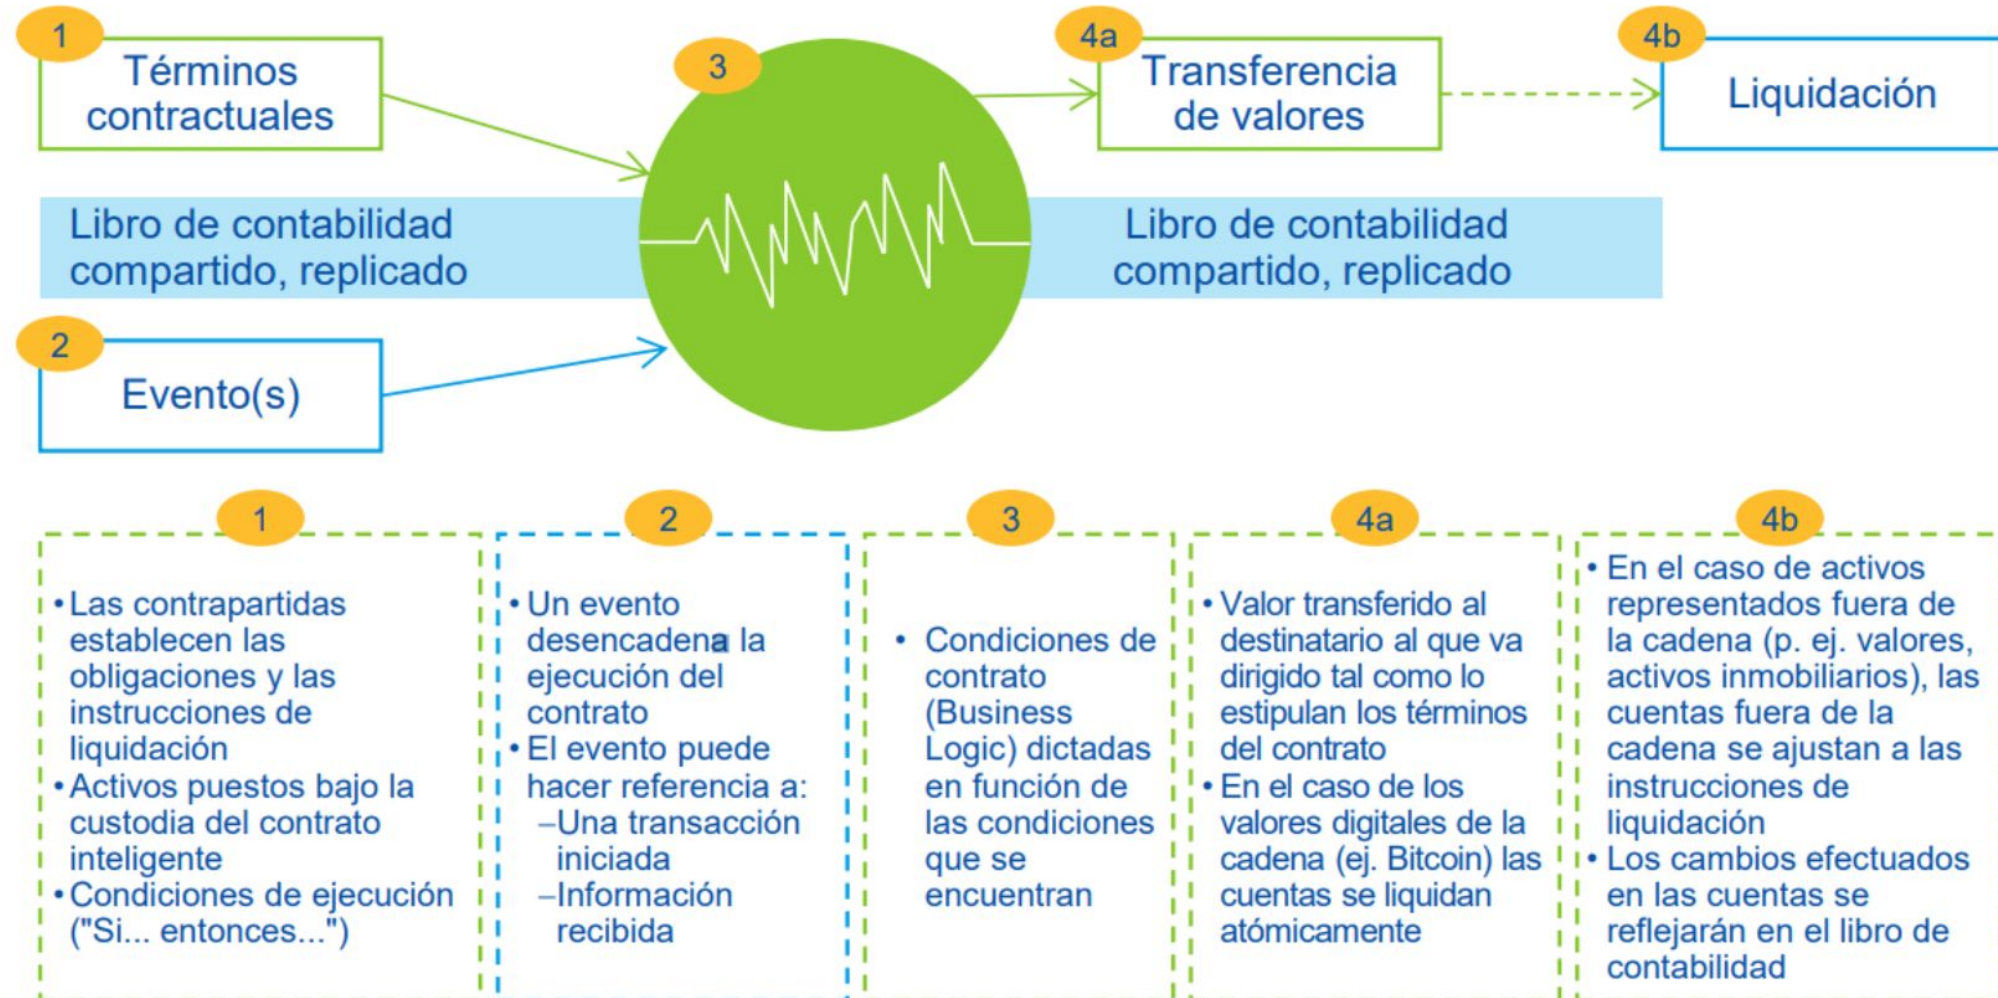 1
Términos
contractuales
3
4a
Transferencia
de valores
4b
Liquidación
Libro de contabilidad
compartido, replicado
Libro de contabilidad
compartido, replicado
2
Evento(s)
1
• Las contrapartidas
establecen las
obligaciones y las
instrucciones de
liquidación
• Activos puestos bajo la
custodia del contrato
inteligente
• Condiciones de ejecución
("Si... entonces...")
2
• Un evento
desencadena la
ejecución del
contrato
• El evento puede
hacer referencia a:
–Una transacción
iniciada
–Información
recibida
3
• Condiciones de
contrato
(Business
Logic) dictadas
en función de
las condiciones
que se
encuentran
4a
• Valor transferido al
destinatario al que va
dirigido tal como lo
estipulan los términos
del contrato
• En el caso de los
valores digitales de la
cadena (ej. Bitcoin) las
cuentas se liquidan
atómicamente
4b
• En el caso de activos
representados fuera de
la cadena (p. ej. valores,
activos inmobiliarios), las
cuentas fuera de la
cadena se ajustan a las
instrucciones de
liquidación
• Los cambios efectuados
en las cuentas se
reflejarán en el libro de
contabilidad